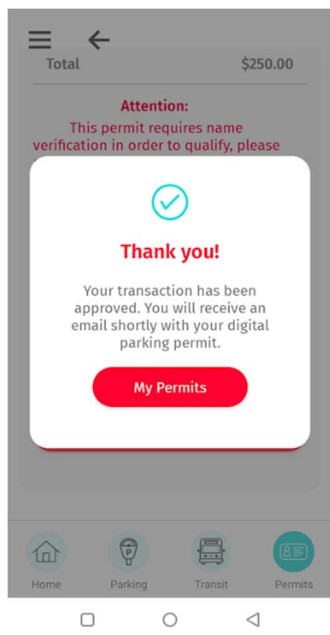 Total $250.00
Attention:
This permit requires name
verification in order to qualify, please
Thank you!
Your transaction has been
approved. You will receive an
email shortly with your digital
parking permit.
My Permits
P
Home Parking Transit Permits